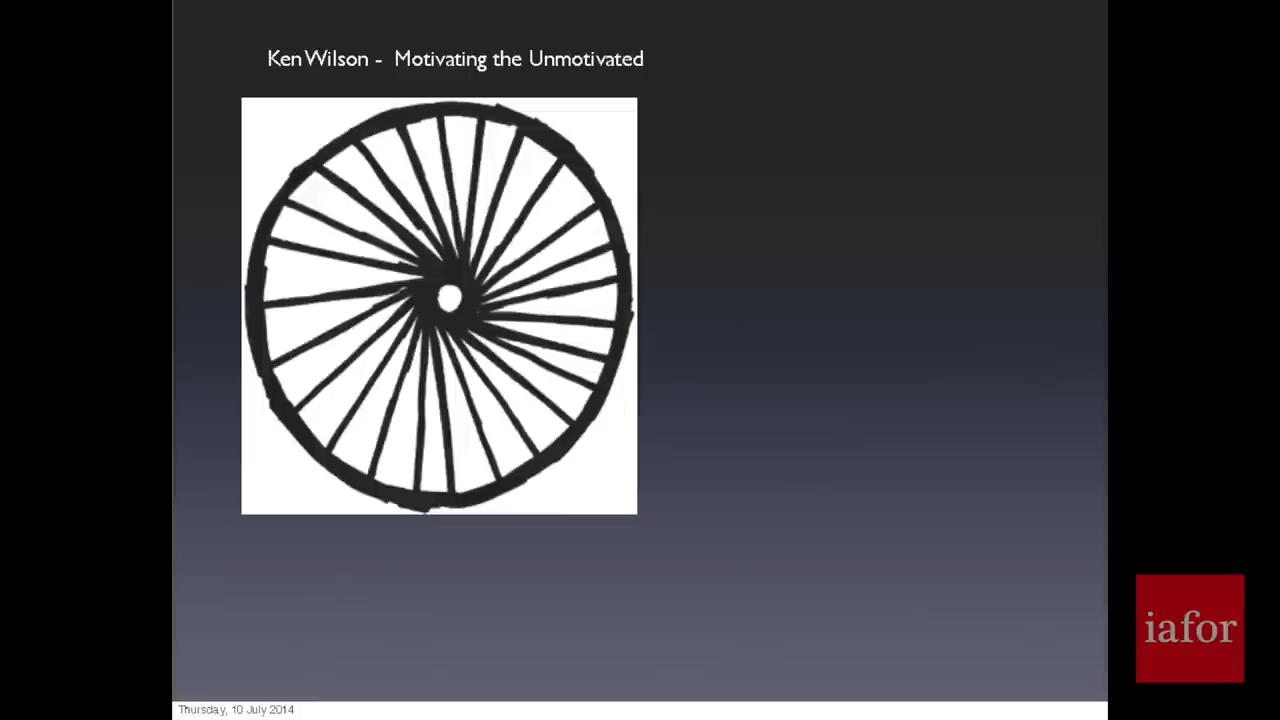 Ken Wilson - Motivating the Unmotivated
iafor
Thursday, 10 July 2014